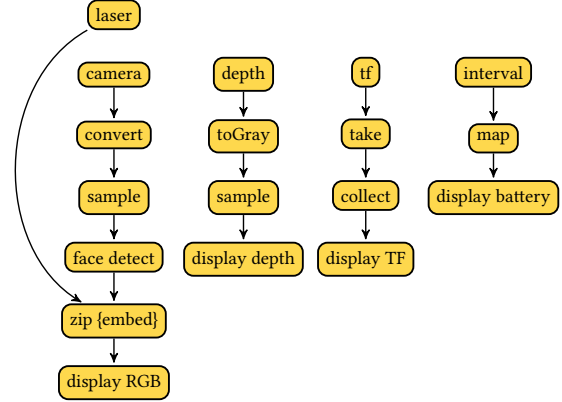 laser
camera
convert
sample
face detect
zip {embed}
display RGB
depth
toGray
sample
display depth
tf
take
collect
display TF
interval
map
display battery